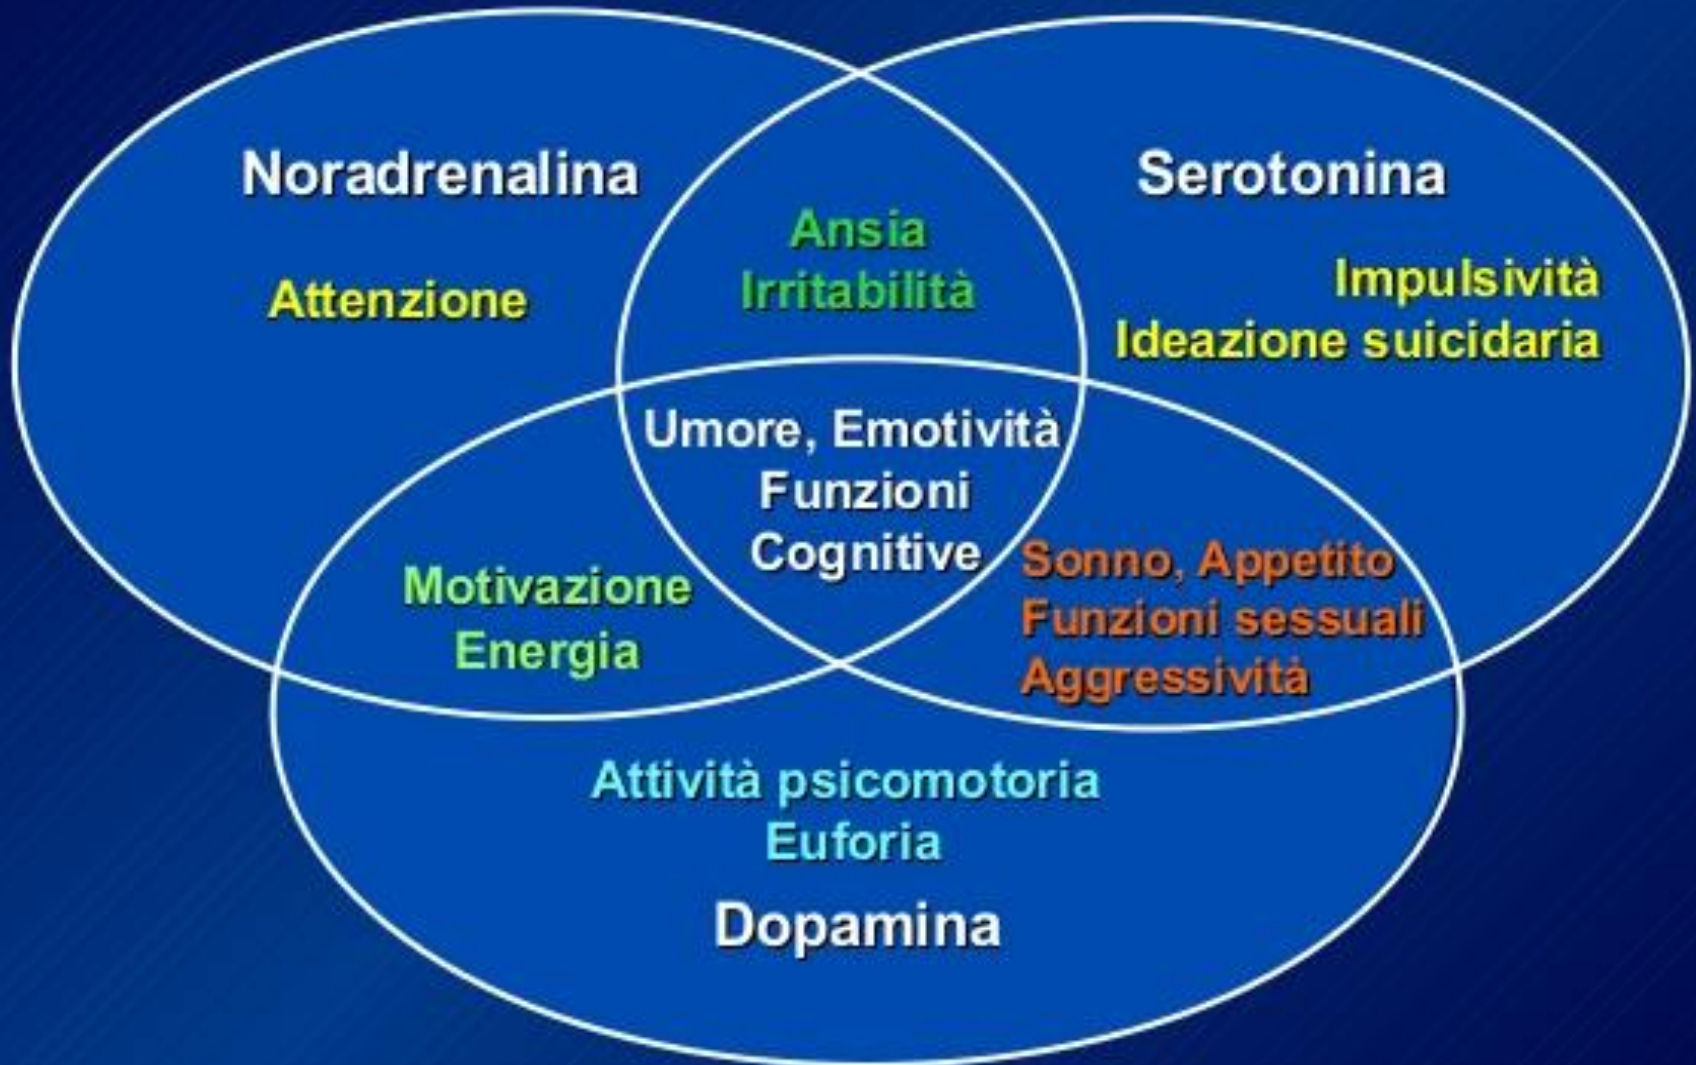 Noradrenalina
Serotonina
Ansia
Irritabilità
Attenzione
Impulsività
Ideazione suicidaria
Umore, Emotività
Funzioni
Cognitive
Motivazione
Energia
Sonno, Appetito
Funzioni sessuali
Aggressività
Attività psicomotoria
Euforia
Dopamina